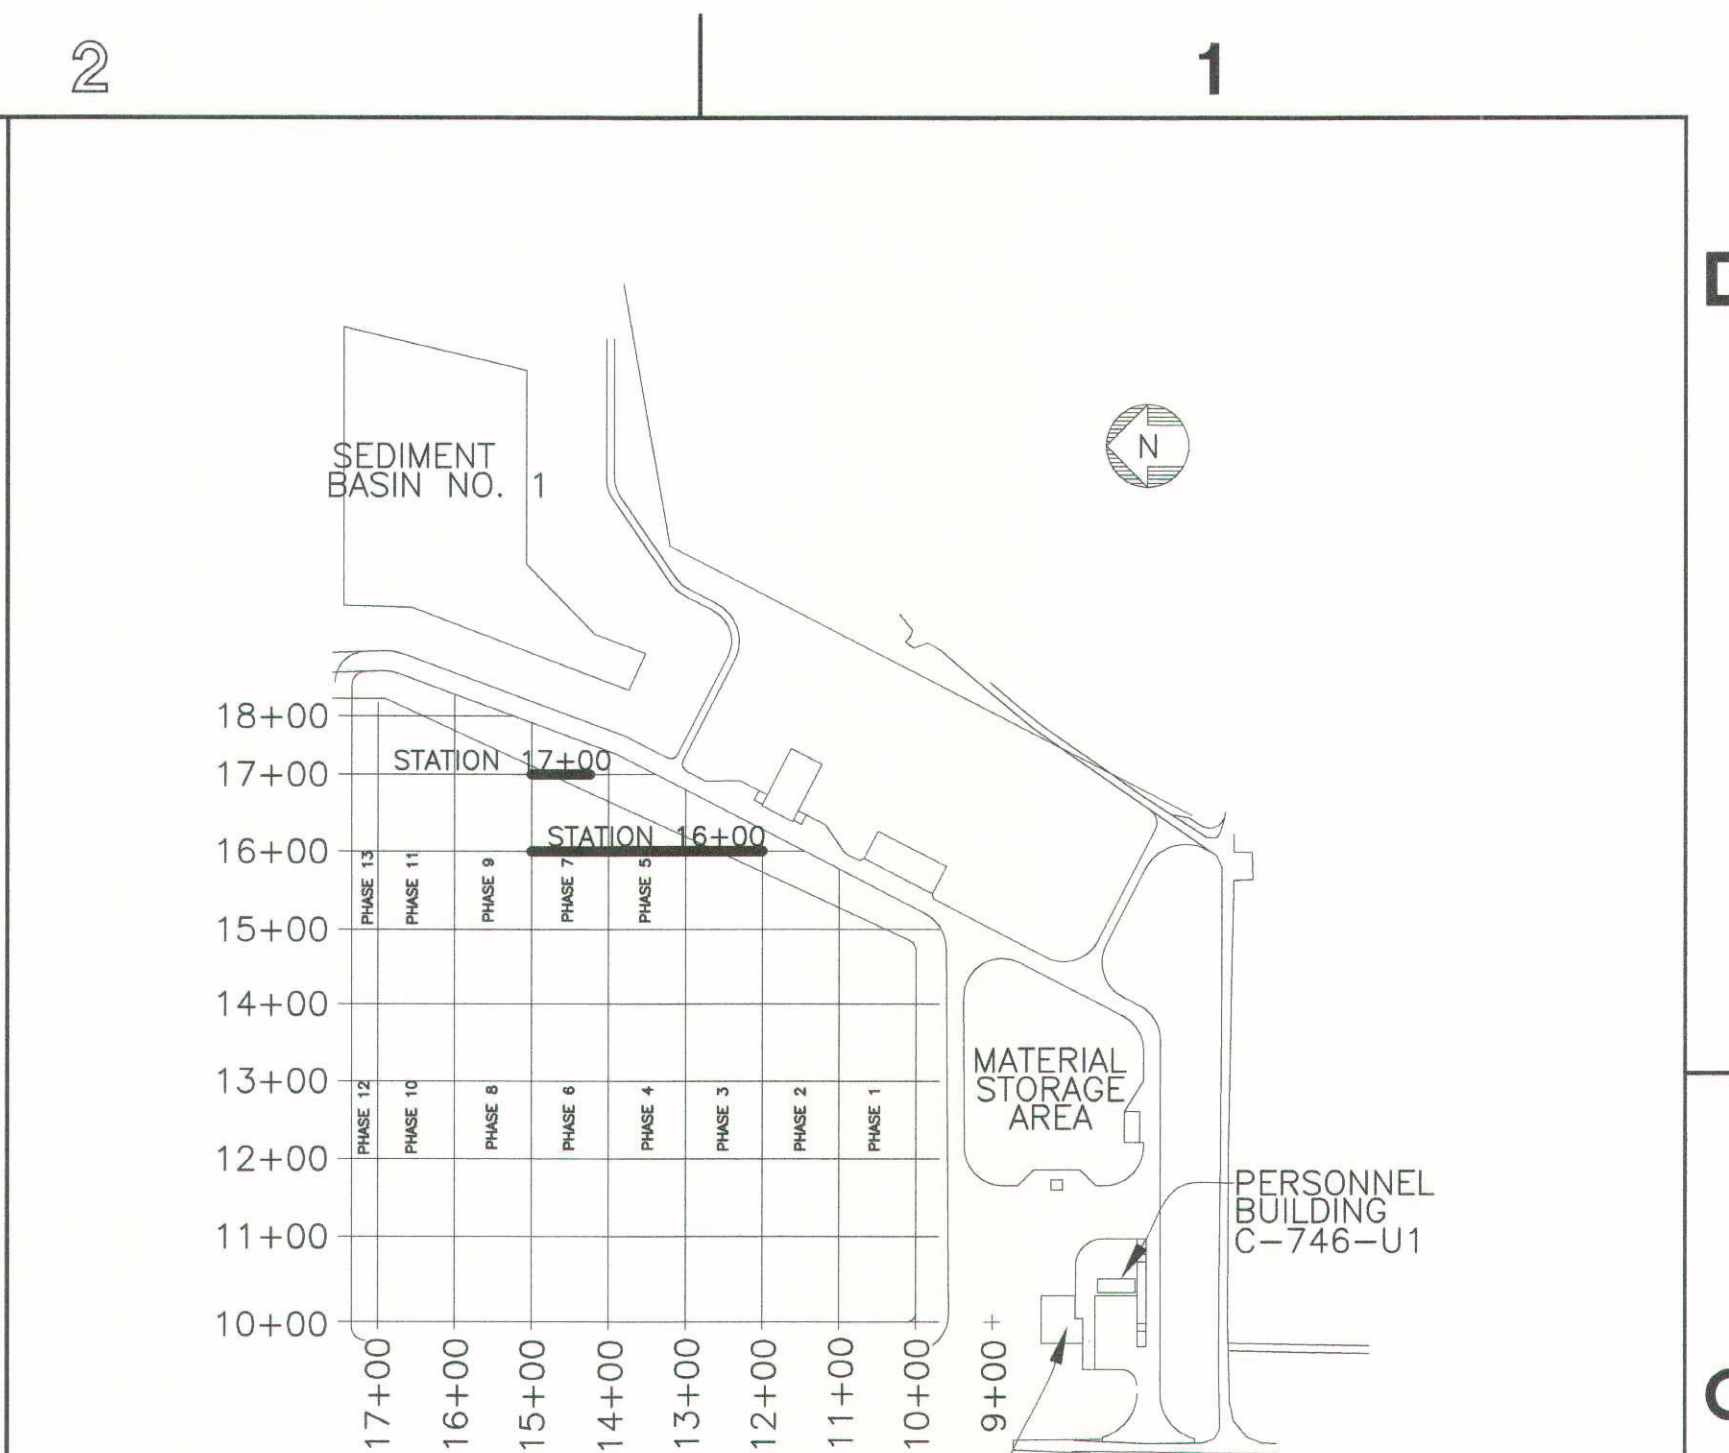 2
1
D
SEDIMENT
BASIN NO. 1
N
18+00
STATION 17+00
17+00
STATION 16+00
16+00
PHASE 13
PHASE 11
PHASE 9
PHASE 7
PHASE 5
15+00
14+00
MATERIAL
STORAGE
AREA
13+00
PHASE 12
PHASE 10
PHASE 8
PHASE 6
PHASE 4
PHASE 3
PHASE 2
PHASE 1
12+00
PERSONNEL
BUILDING
C-746-U1
11+00
10+00
17+00
16+00
15+00
14+00
13+00
12+00
11+00
10+00
9+00
C